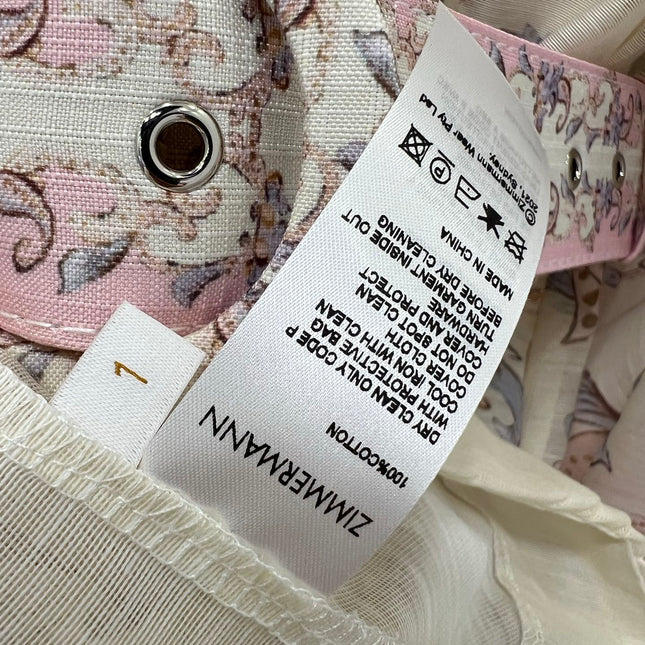 ZIMMERMANN
100%COTTON
DRY CLEAN ONLY CODE P
WITH PROTECTIVE BAG
COOL IRON WITH CLEAN
COVER CLOTH
DO NOT SPOT CLEAN
COVER AND PROTECT
HARDWARE
TURN GARMENT INSIDE OUT
BEFORE DRY CLEANING
MADE IN CHINA
P
©Zimmermann Wear Pty Ltd
2021, Sydney,
1